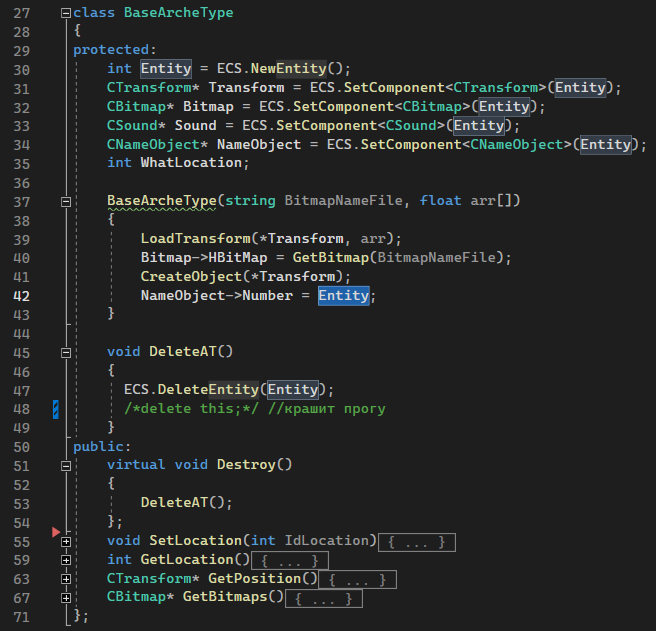 27 class BaseArcheType
28 {
29 protected:
30 int Entity = ECS.NewEntity();
31 CTransform* Transform = ECS.SetComponent<CTransform>(Entity);
32 CBitmap* Bitmap = ECS.SetComponent<CBitmap>(Entity);
33 CSound* Sound = ECS.SetComponent<CSound>(Entity);
34 CNameObject* NameObject = ECS.SetComponent<CNameObject>(Entity);
35 int WhatLocation;
36
37 BaseArcheType(string BitmapNameFile, float arr[])
38 {
39 LoadTransform(*Transform, arr);
40 Bitmap->HBitMap = GetBitmap(BitmapNameFile);
41 CreateObject(*Transform);
42 NameObject->Number = Entity;
43 }
44
45 void DeleteAT()
46 {
47 ECS.DeleteEntity(Entity);
48 /*delete this;*/ //крашит прогу
49 }
50 public:
51 virtual void Destroy()
52 {
53 DeleteAT();
54 };
55 void SetLocation(int IdLocation) { ... }
59 int GetLocation() { ... }
63 CTransform* GetPosition() { ... }
67 CBitmap* GetBitmaps() { ... }
71 };